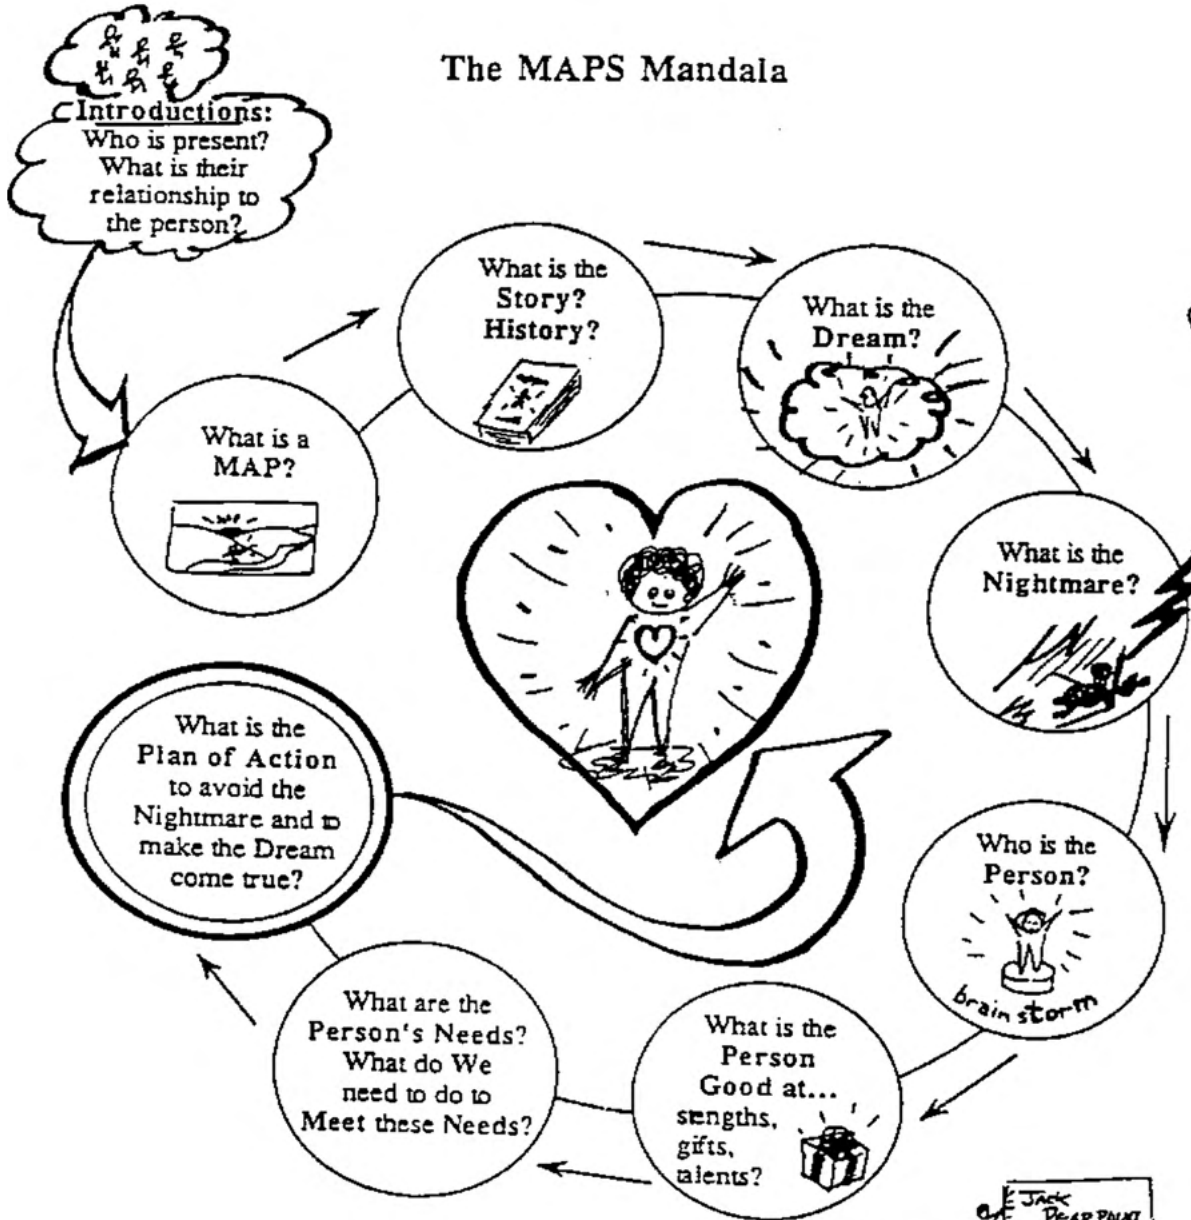 The MAPS Mandala
Introductions:
Who is present?
What is their
relationship to
the person?
What is a
MAP?
What is the
Story?
History?
What is the
Dream?
What is the
Nightmare?
Who is the
Person?
brainstorm
What is the
Person
Good at...
stengths,
gifts,
talents?
What are the
Person's Needs?
What do We
need to do to
Meet these Needs?
What is the
Plan of Action
to avoid the
Nightmare and to
make the Dream
come true?
JACK